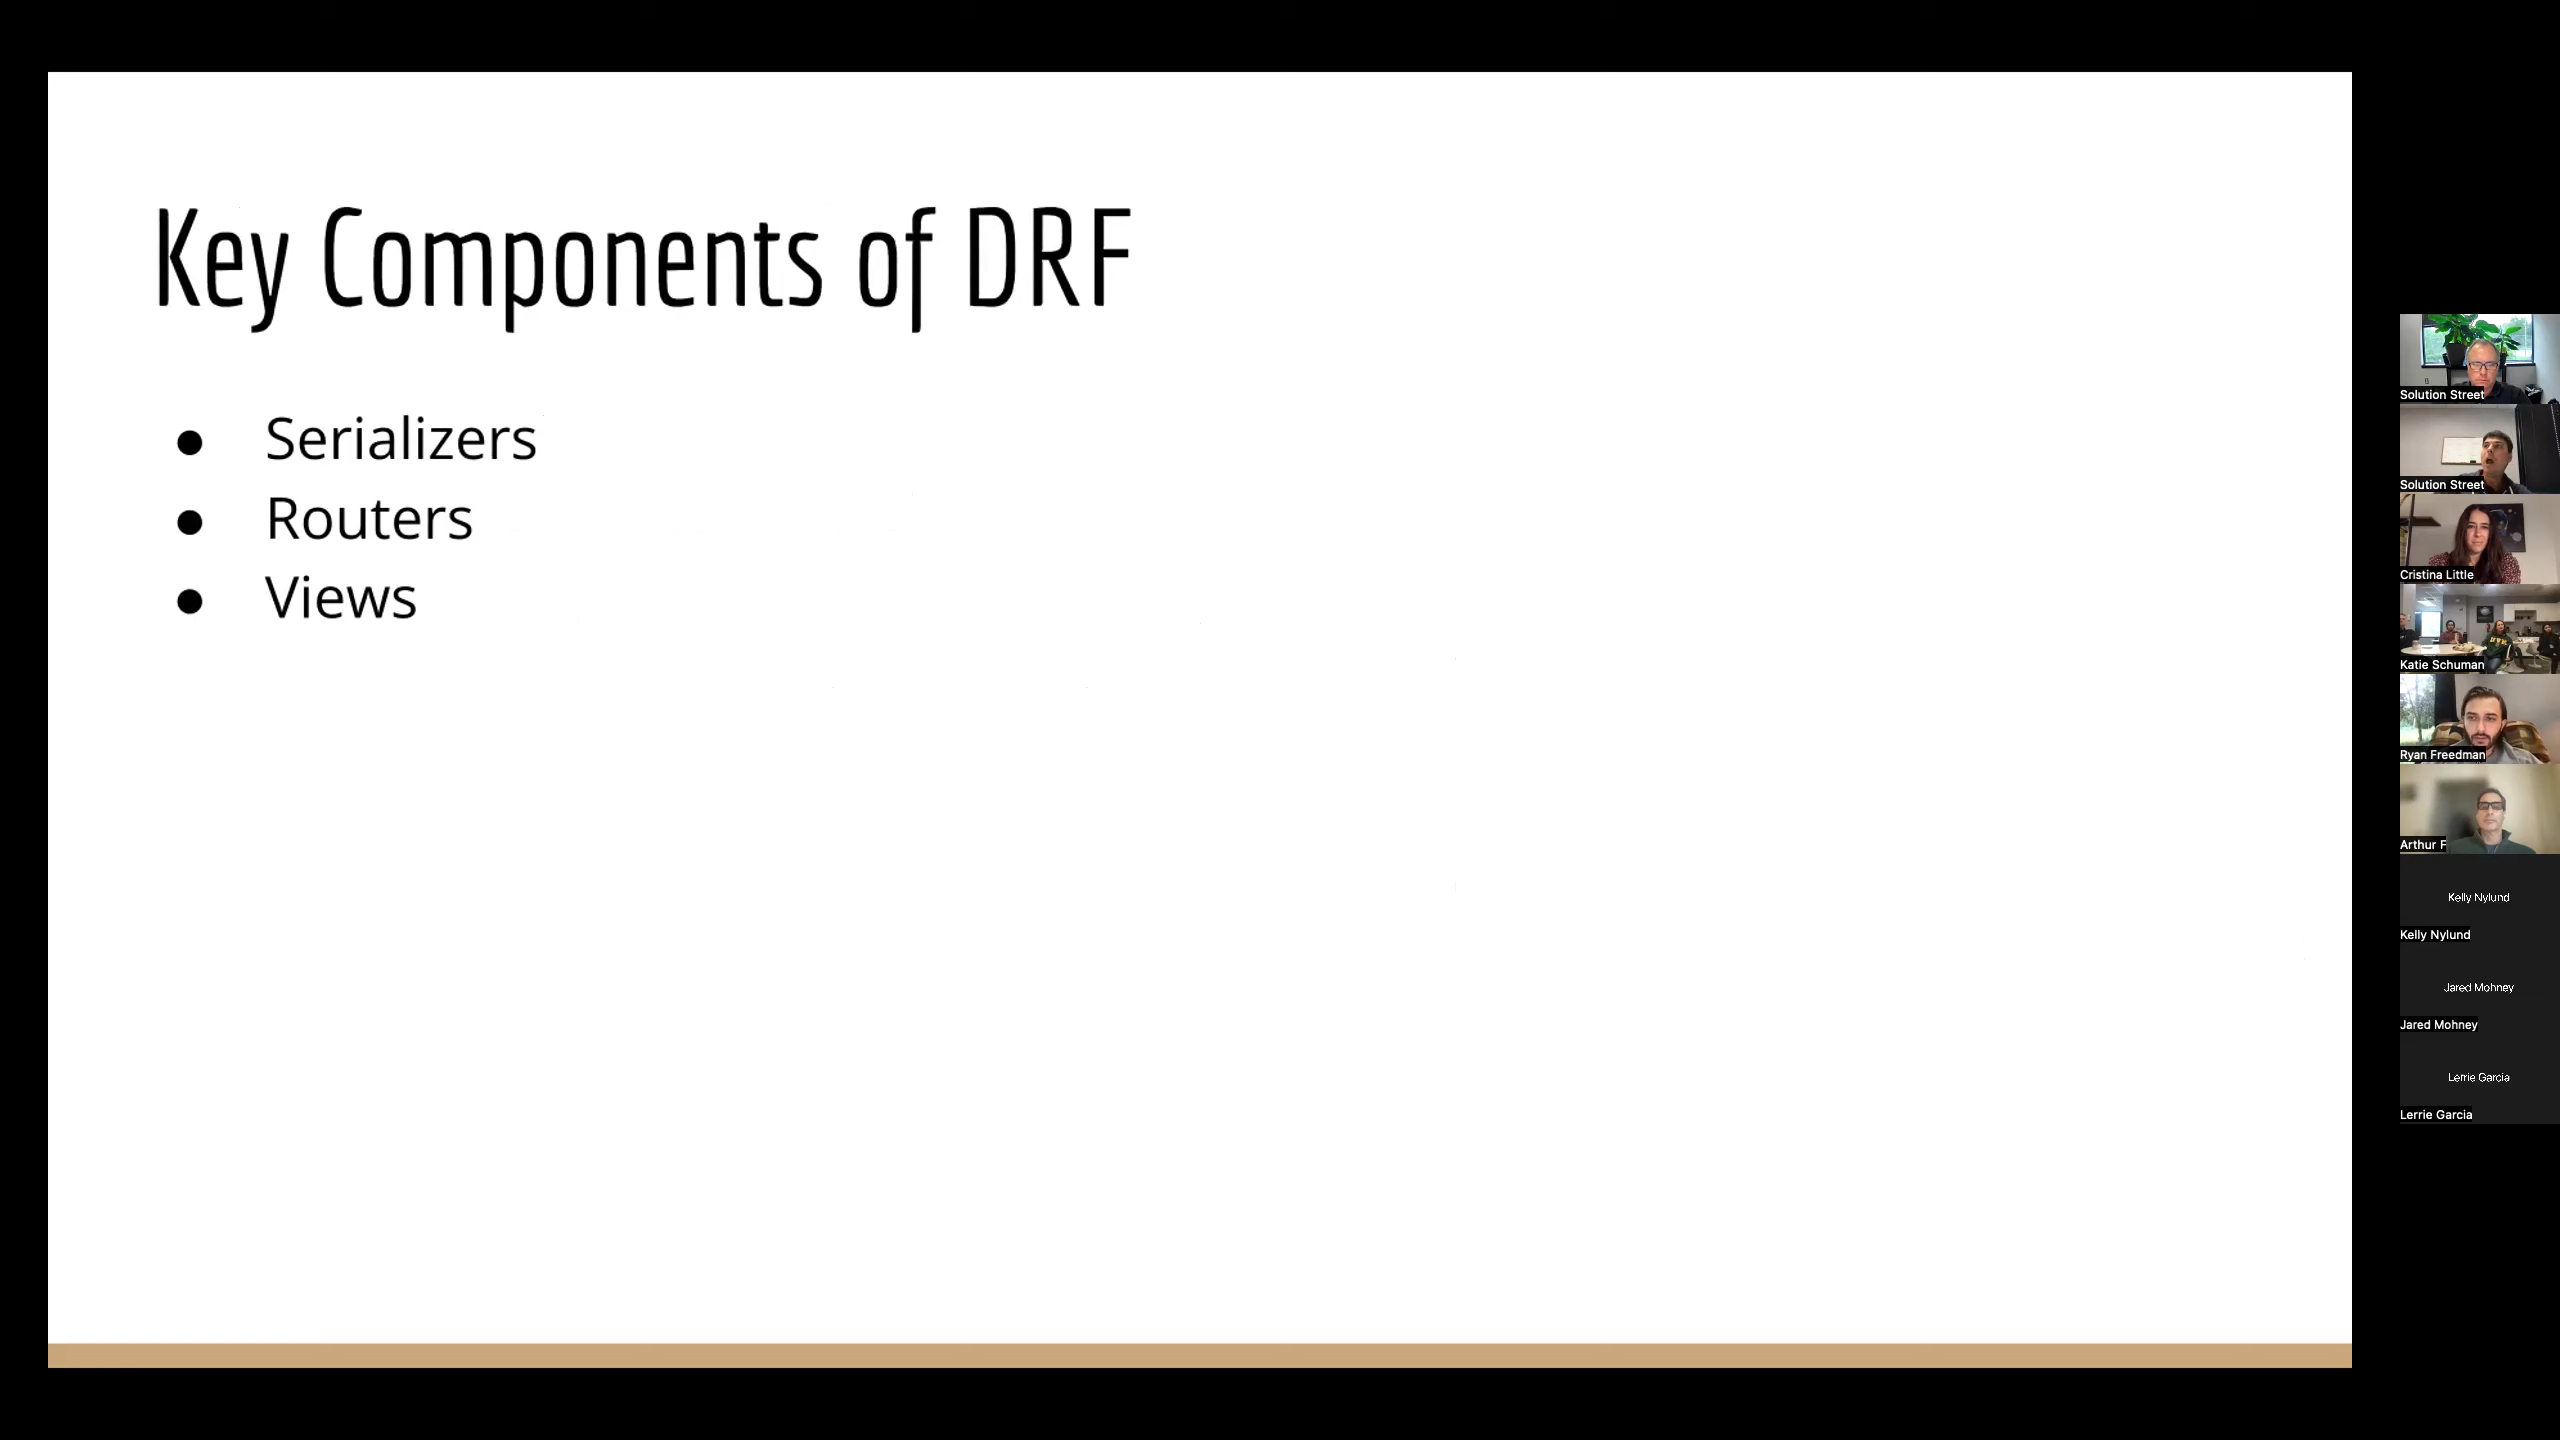 Key Components of DRF
● Serializers
● Routers
● Views
Solution Street
Solution Street
Cristina Little
Katie Schuman
Ryan Freedman
Arthur F
Kelly Nylund
Kelly Nylund
Jared Mohney
Jared Mohney
Lerrie Garcia
Lerrie Garcia